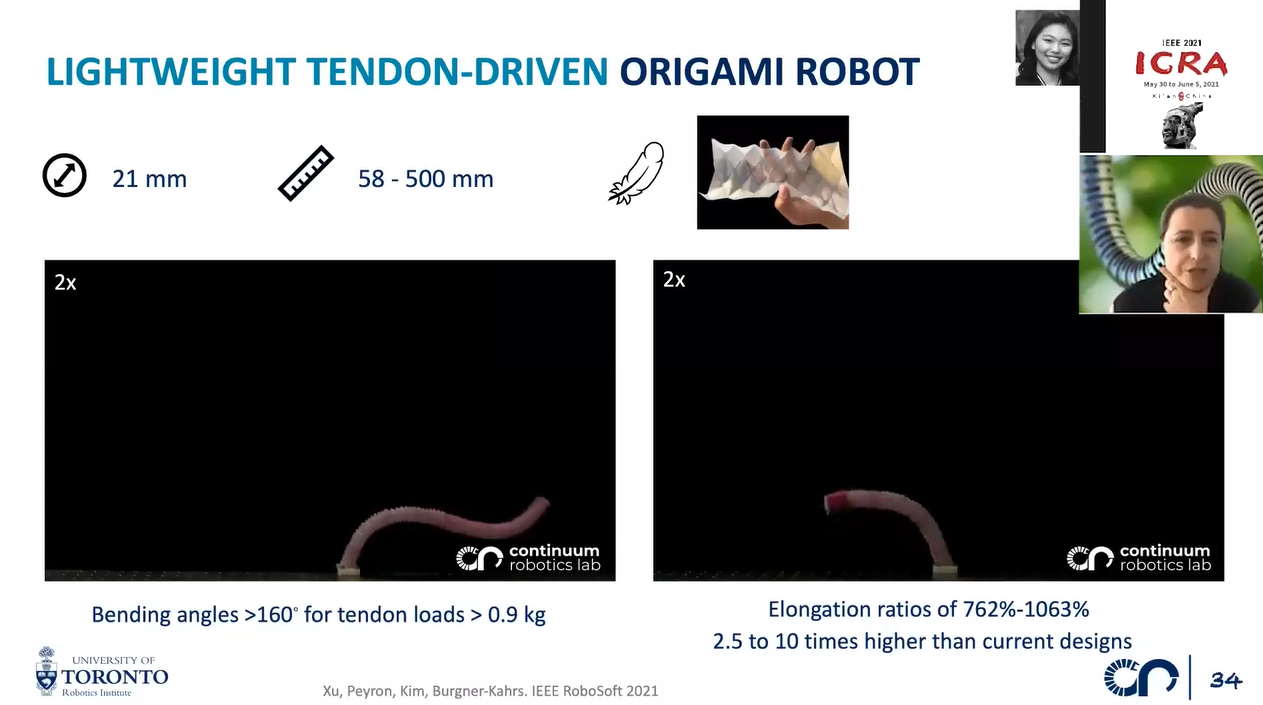 LIGHTWEIGHT TENDON-DRIVEN ORIGAMI ROBOT
IEEE 2021
ICRA
May 30 to June 5, 2021
Xi'an China
21 mm
58 - 500 mm
2x
2x
continuum
robotics lab
continuum
robotics lab
Bending angles >160° for tendon loads > 0.9 kg
Elongation ratios of 762%-1063%
2.5 to 10 times higher than current designs
UNIVERSITY OF
TORONTO
Robotics Institute
Xu, Peyron, Kim, Burgner-Kahrs. IEEE RoboSoft 2021
34